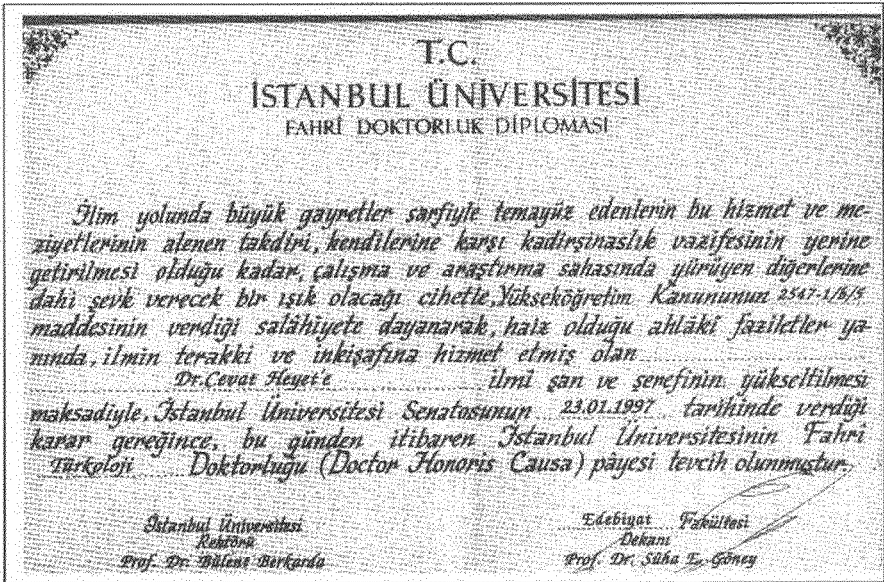 T.C.
İSTANBUL ÜNİVERSİTESİ
FAHRÎ DOKTORLUK DİPLOMASI
İlim yolunda büyük gayretler sarfiyle temayüz edenlerin bu hizmet ve me-
ziyetlerinin alenen takdiri, kendilerine karşı kadirşinaslık vazifesinin yerine
getirilmesi olduğu kadar, çalışma ve araştırma sahasında yürüyen diğerlerine
dahi şevk verecek bir ışık olacağı cihetle, Yükseköğretim Kanununun 2547-1/b/5
maddesinin verdiği salâhiyete dayanarak, haiz olduğu ahlâkî faziletler ya-
nında, ilmin terakki ve inkişafına hizmet etmiş olan
Dr. Cevat Heyet'e ilmî şan ve şerefinin yükseltilmesi
maksadiyle, İstanbul Üniversitesi Senatosunun 23.01.1997 tarihinde verdiği
karar gereğince, bu günden itibaren İstanbul Üniversitesinin Fahrî
Türkoloji Doktorluğu (Doctor Honoris Causa) pâyesi tevcih olunmuştur.
İstanbul Üniversitesi
Rektörü
Prof. Dr. Bülent Berkarda
Edebiyat Fakültesi
Dekanı
Prof. Dr. Süha E. Göney